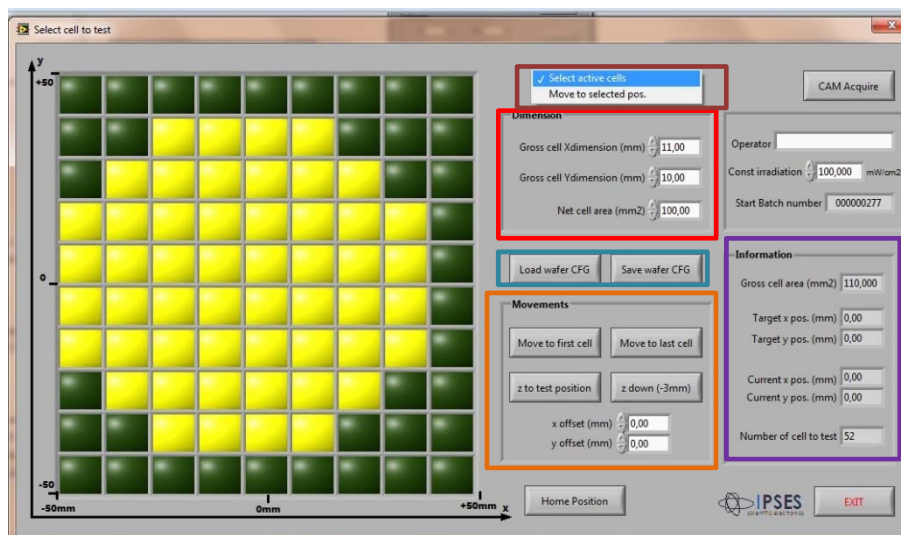 Select cell to test
y
+50
0
-50
-50mm
0mm
+50mm
x
✓ Select active cells
Move to selected pos.
CAM Acquire
Dimension
Gross cell Xdimension (mm) 11,00
Gross cell Ydimension (mm) 10,00
Net cell area (mm2) 100,00
Operator
Const irradiation 100,000 mW/cm2
Start Batch number 000000277
Load wafer CFG
Save wafer CFG
Movements
Move to first cell
Move to last cell
z to test position
z down (-3mm)
x offset (mm) 0,00
y offset (mm) 0,00
Information
Gross cell area (mm2) 110,000
Target x pos. (mm) 0,00
Target y pos. (mm) 0,00
Current x pos. (mm) 0,00
Current y pos. (mm) 0,00
Number of cell to test 52
Home Position
IPSES
scientific electronics
EXIT